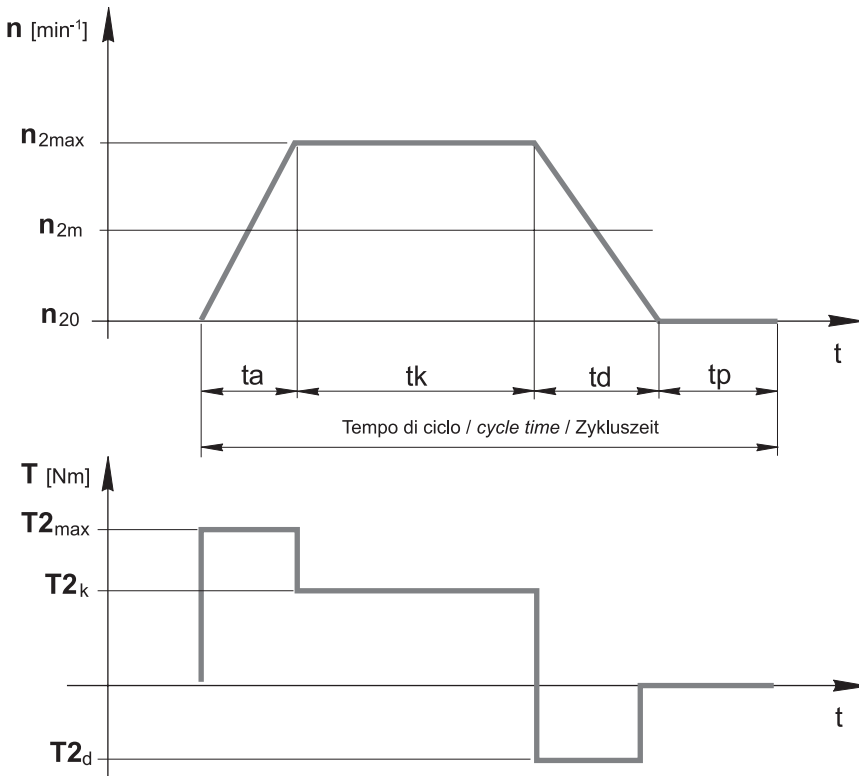 n [min⁻¹]
n2max
n2m
n20
t
ta tk td tp
Tempo di ciclo / cycle time / Zykluszeit
T [Nm]
T2max
T2k
t
T2d